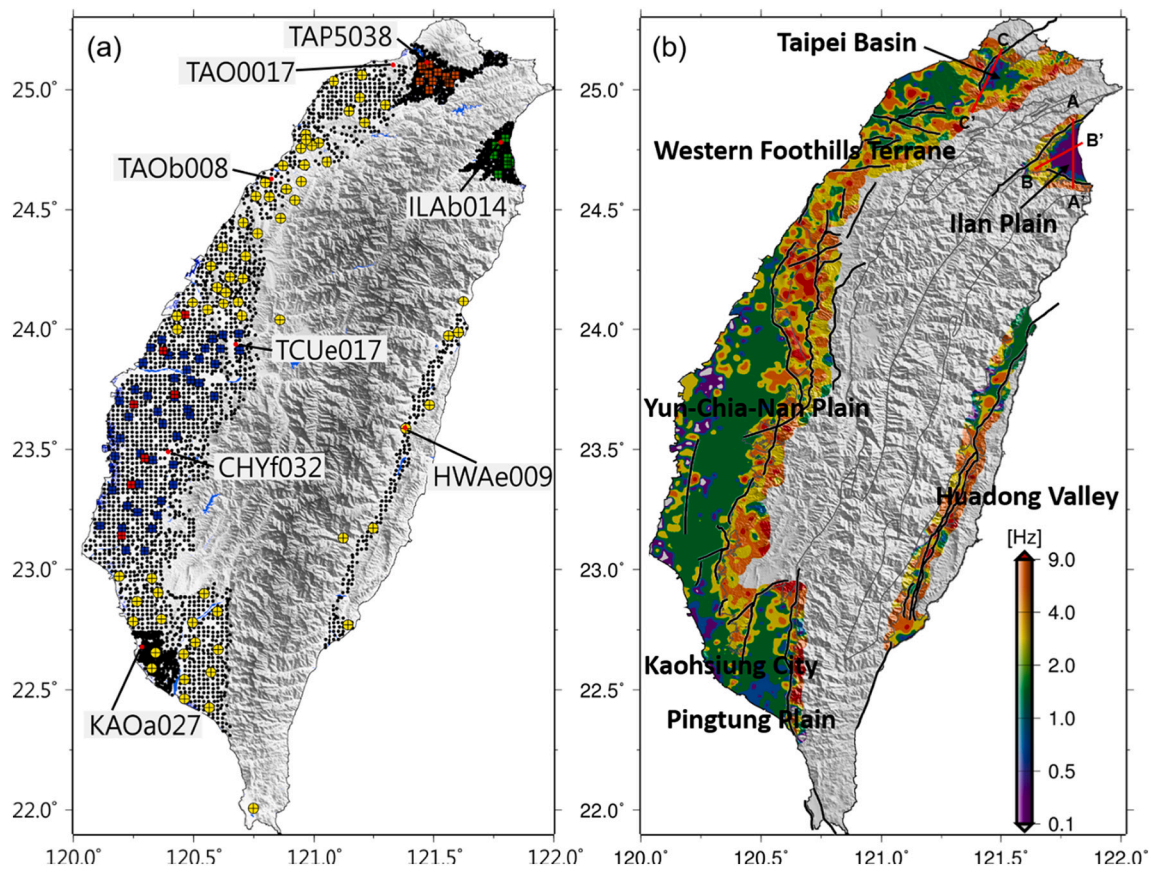 (a)
TAP5038
TAO0017
TAOb008
ILAb014
TCUe017
CHYf032
HWAe009
KAOa027
25.0°
24.5°
24.0°
23.5°
23.0°
22.5°
22.0°
120.0° 120.5° 121.0° 121.5° 122.0°
(b)
Taipei Basin
C
C'
Western Foothills Terrane
A
B'
B
A'
Ilan Plain
Yun-Chia-Nan Plain
Huadong Valley
Kaohsiung City
Pingtung Plain
[Hz]
9.0
4.0
2.0
1.0
0.5
0.1
25.0°
24.5°
24.0°
23.5°
23.0°
22.5°
22.0°
120.0° 120.5° 121.0° 121.5° 122.0°